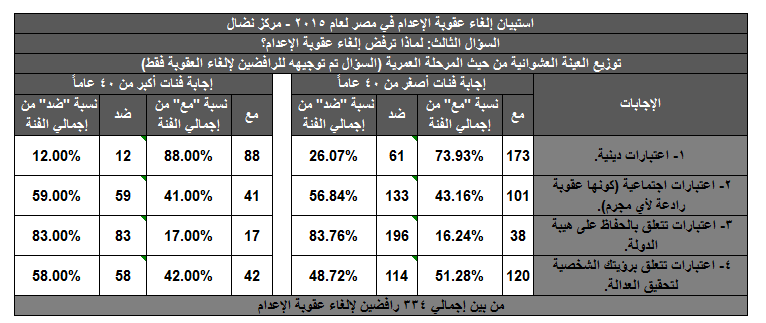 استبيان إلغاء عقوبة الإعدام في مصر لعام ٢٠١٥ - مركز نضال
السؤال الثالث: لماذا ترفض إلغاء عقوبة الإعدام؟
توزيع العينة العشوائية من حيث المرحلة العمرية (السؤال تم توجيهه للرافضين لإلغاء العقوبة فقط)
الإجابات
إجابة فئات أصغر من ٤٠ عاماً
إجابة فئات أكبر من ٤٠ عاماً
مع
نسبة "مع" من
إجمالي الفئة
ضد
نسبة "ضد" من
إجمالي الفئة
مع
نسبة "مع" من
إجمالي الفئة
ضد
نسبة "ضد" من
إجمالي الفئة
١- اعتبارات دينية.
173 73.93% 61 26.07% 88 88.00% 12 12.00%
٢- اعتبارات اجتماعية (كونها عقوبة
رادعة لأي مجرم).
101 43.16% 133 56.84% 41 41.00% 59 59.00%
٣- اعتبارات تتعلق بالحفاظ على هيبة
الدولة.
38 16.24% 196 83.76% 17 17.00% 83 83.00%
٤- اعتبارات تتعلق برؤيتك الشخصية
لتحقيق العدالة.
120 51.28% 114 48.72% 42 42.00% 58 58.00%
من بين إجمالي ٣٣٤ رافضين لإلغاء عقوبة الإعدام